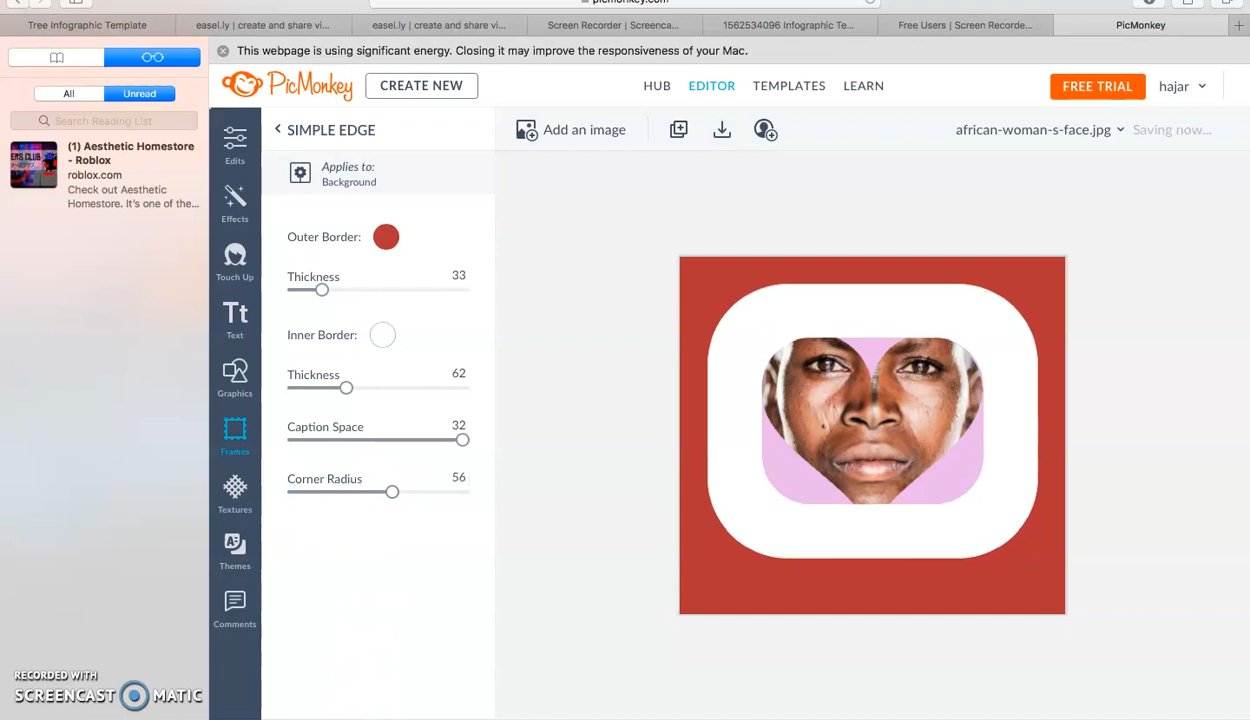 picmonkey.com
Tree Infographic Template
easel.ly | create and share vi...
easel.ly | create and share vi...
Screen Recorder | Screenca...
1562534096 Infographic Te...
Free Users | Screen Recorde...
PicMonkey
This webpage is using significant energy. Closing it may improve the responsiveness of your Mac.
All
Unread
Search Reading List
(1) Aesthetic Homestore
- Roblox
roblox.com
Check out Aesthetic
Homestore. It's one of the...
PicMonkey
CREATE NEW
HUB
EDITOR
TEMPLATES
LEARN
FREE TRIAL
hajar
SIMPLE EDGE
Add an image
african-woman-s-face.jpg
Saving now...
Applies to:
Background
Outer Border:
Thickness 33
Inner Border:
Thickness 62
Caption Space 32
Corner Radius 56
Edits
Effects
Touch Up
Tt
Text
Graphics
Frames
Textures
Themes
Comments
RECORDED WITH
SCREENCAST MATIC